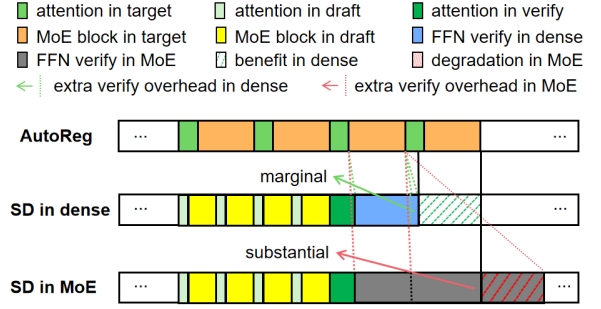 attention in target attention in draft attention in verify
MoE block in target MoE block in draft FFN verify in dense
FFN verify in MoE benefit in dense degradation in MoE
extra verify overhead in dense extra verify overhead in MoE
AutoReg ... ...
marginal
SD in dense ... ...
substantial
SD in MoE ... ...